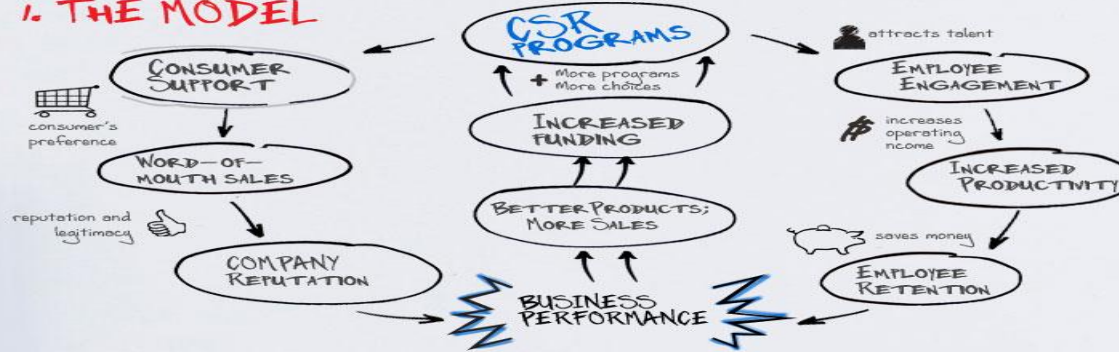 1. THE MODEL
CSR
PROGRAMS
attracts talent
CONSUMER
SUPPORT
+ More programs
More choices
EMPLOYEE
ENGAGEMENT
consumer's
preference
INCREASED
FUNDING
increases
operating
ncome
WORD-OF-
MOUTH SALES
INCREASED
PRODUCTIVITY
reputation and
legitimacy
BETTER PRODUCTS;
MORE SALES
saves money
COMPANY
REPUTATION
EMPLOYEE
RETENTION
BUSINESS
PERFORMANCE